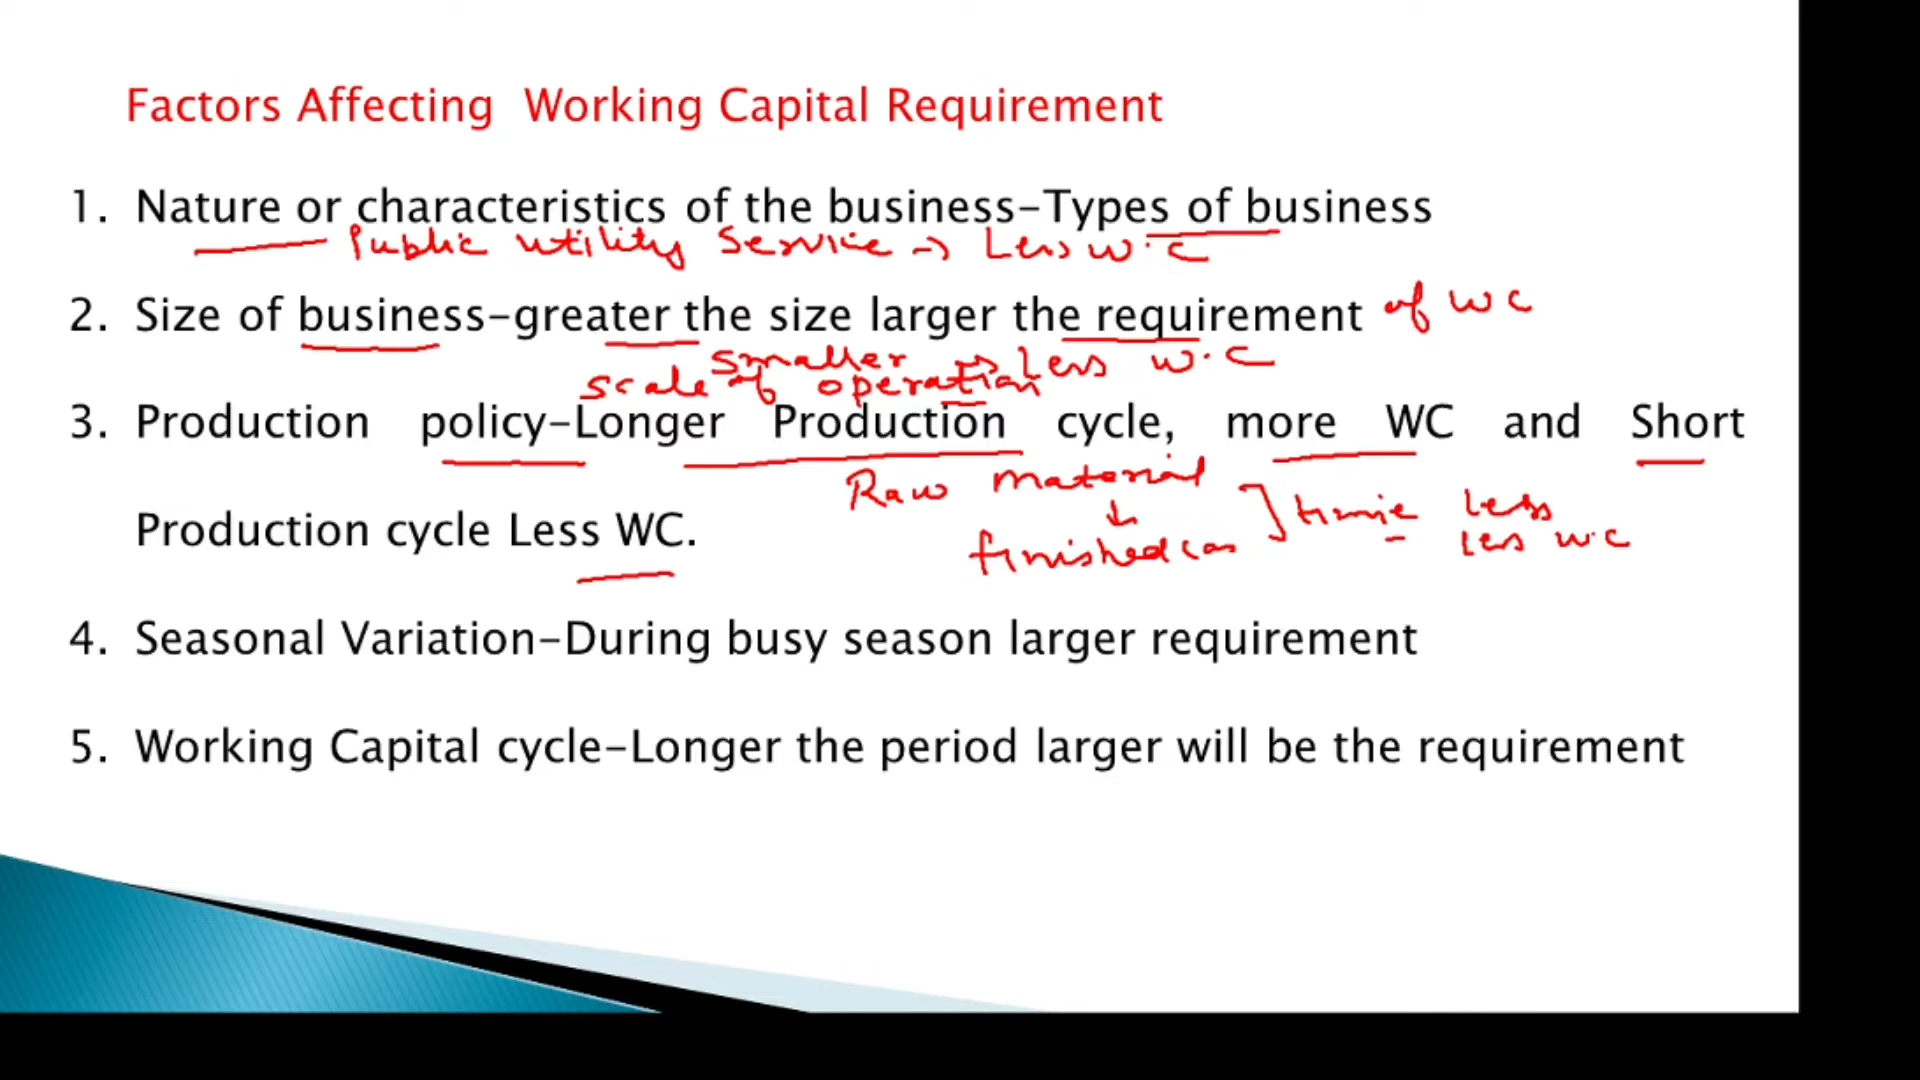 Factors Affecting Working Capital Requirement
1. Nature or characteristics of the business-Types of business
Public utility Service → Less w.c
2. Size of business-greater the size larger the requirement of WC
smaller → Less w.c
scale of operation
3. Production policy-Longer Production cycle, more WC and Short
Raw material
↓
time less
Production cycle Less WC.
finished
less w.c
4. Seasonal Variation-During busy season larger requirement
5. Working Capital cycle-Longer the period larger will be the requirement